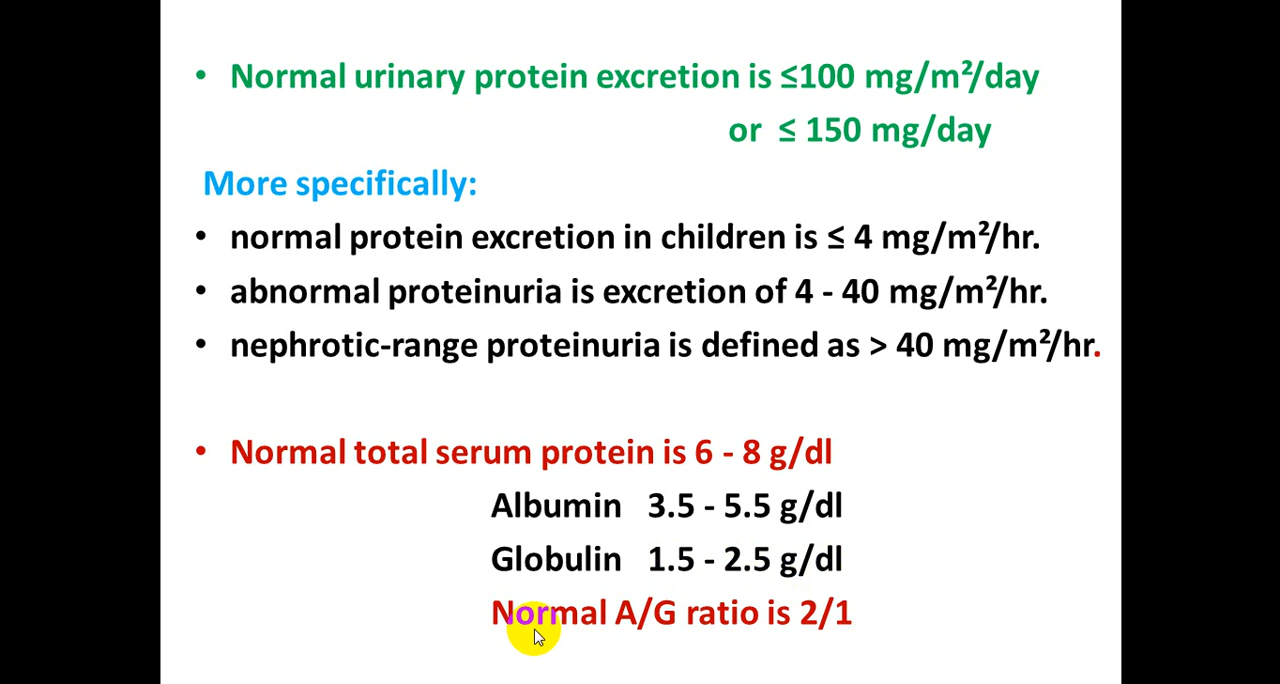 • Normal urinary protein excretion is ≤100 mg/m²/day
or ≤ 150 mg/day
More specifically:
• normal protein excretion in children is ≤ 4 mg/m²/hr.
• abnormal proteinuria is excretion of 4 - 40 mg/m²/hr.
• nephrotic-range proteinuria is defined as > 40 mg/m²/hr.
• Normal total serum protein is 6 - 8 g/dl
Albumin 3.5 - 5.5 g/dl
Globulin 1.5 - 2.5 g/dl
Normal A/G ratio is 2/1